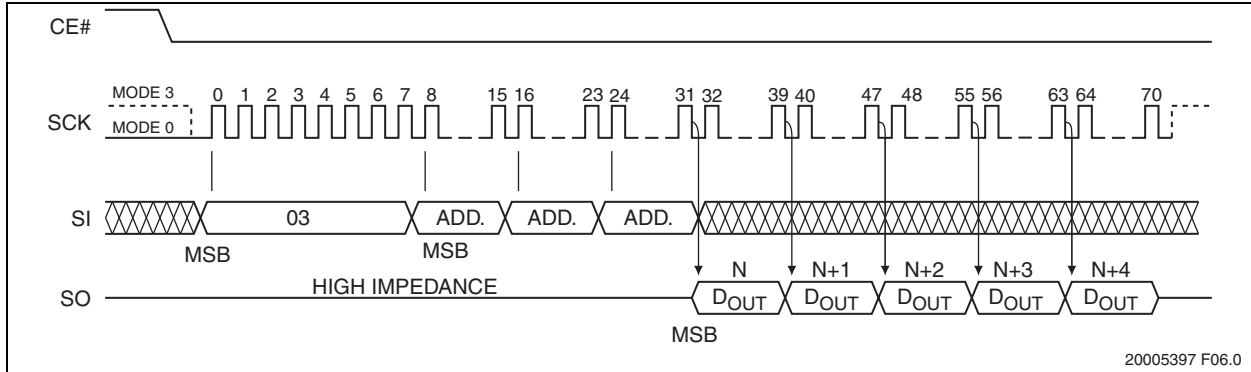 CE#
MODE 3
0 1 2 3 4 5 6 7 8 15 16 23 24 31 32 39 40 47 48 55 56 63 64 70
SCK
MODE 0
SI 03 ADD. ADD. ADD.
MSB MSB
N N+1 N+2 N+3 N+4
HIGH IMPEDANCE
SO DOUT DOUT DOUT DOUT DOUT
MSB
20005397 F06.0